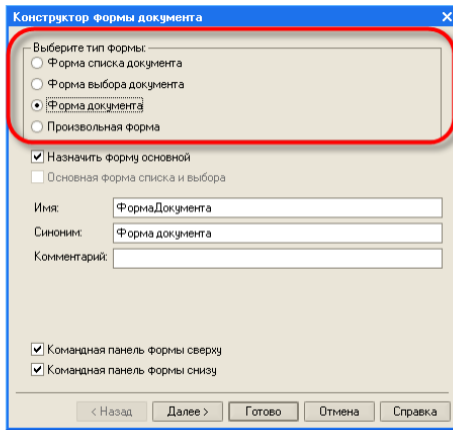 Конструктор формы документа
Выберите тип формы:
Форма списка документа
Форма выбора документа
Форма документа
Произвольная форма
Назначить форму основной
Основная форма списка и выбора
Имя: ФормаДокумента
Синоним: Форма документа
Комментарий:
Командная панель формы сверху
Командная панель формы снизу
< Назад Далее > Готово Отмена Справка